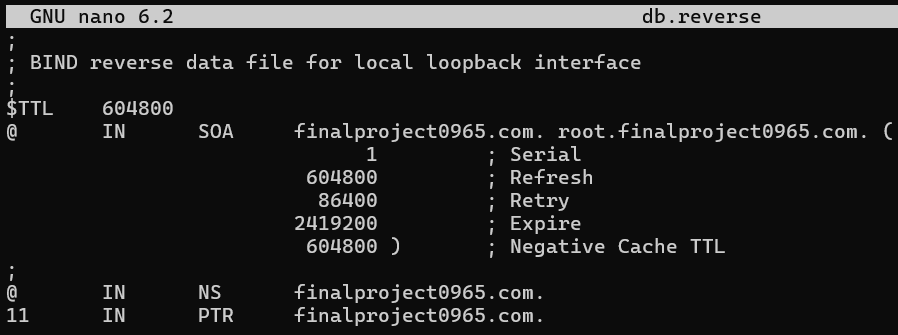 GNU nano 6.2 db.reverse
;
; BIND reverse data file for local loopback interface
;
$TTL 604800
@ IN SOA finalproject0965.com. root.finalproject0965.com. (
1 ; Serial
604800 ; Refresh
86400 ; Retry
2419200 ; Expire
604800 ) ; Negative Cache TTL
;
@ IN NS finalproject0965.com.
11 IN PTR finalproject0965.com.